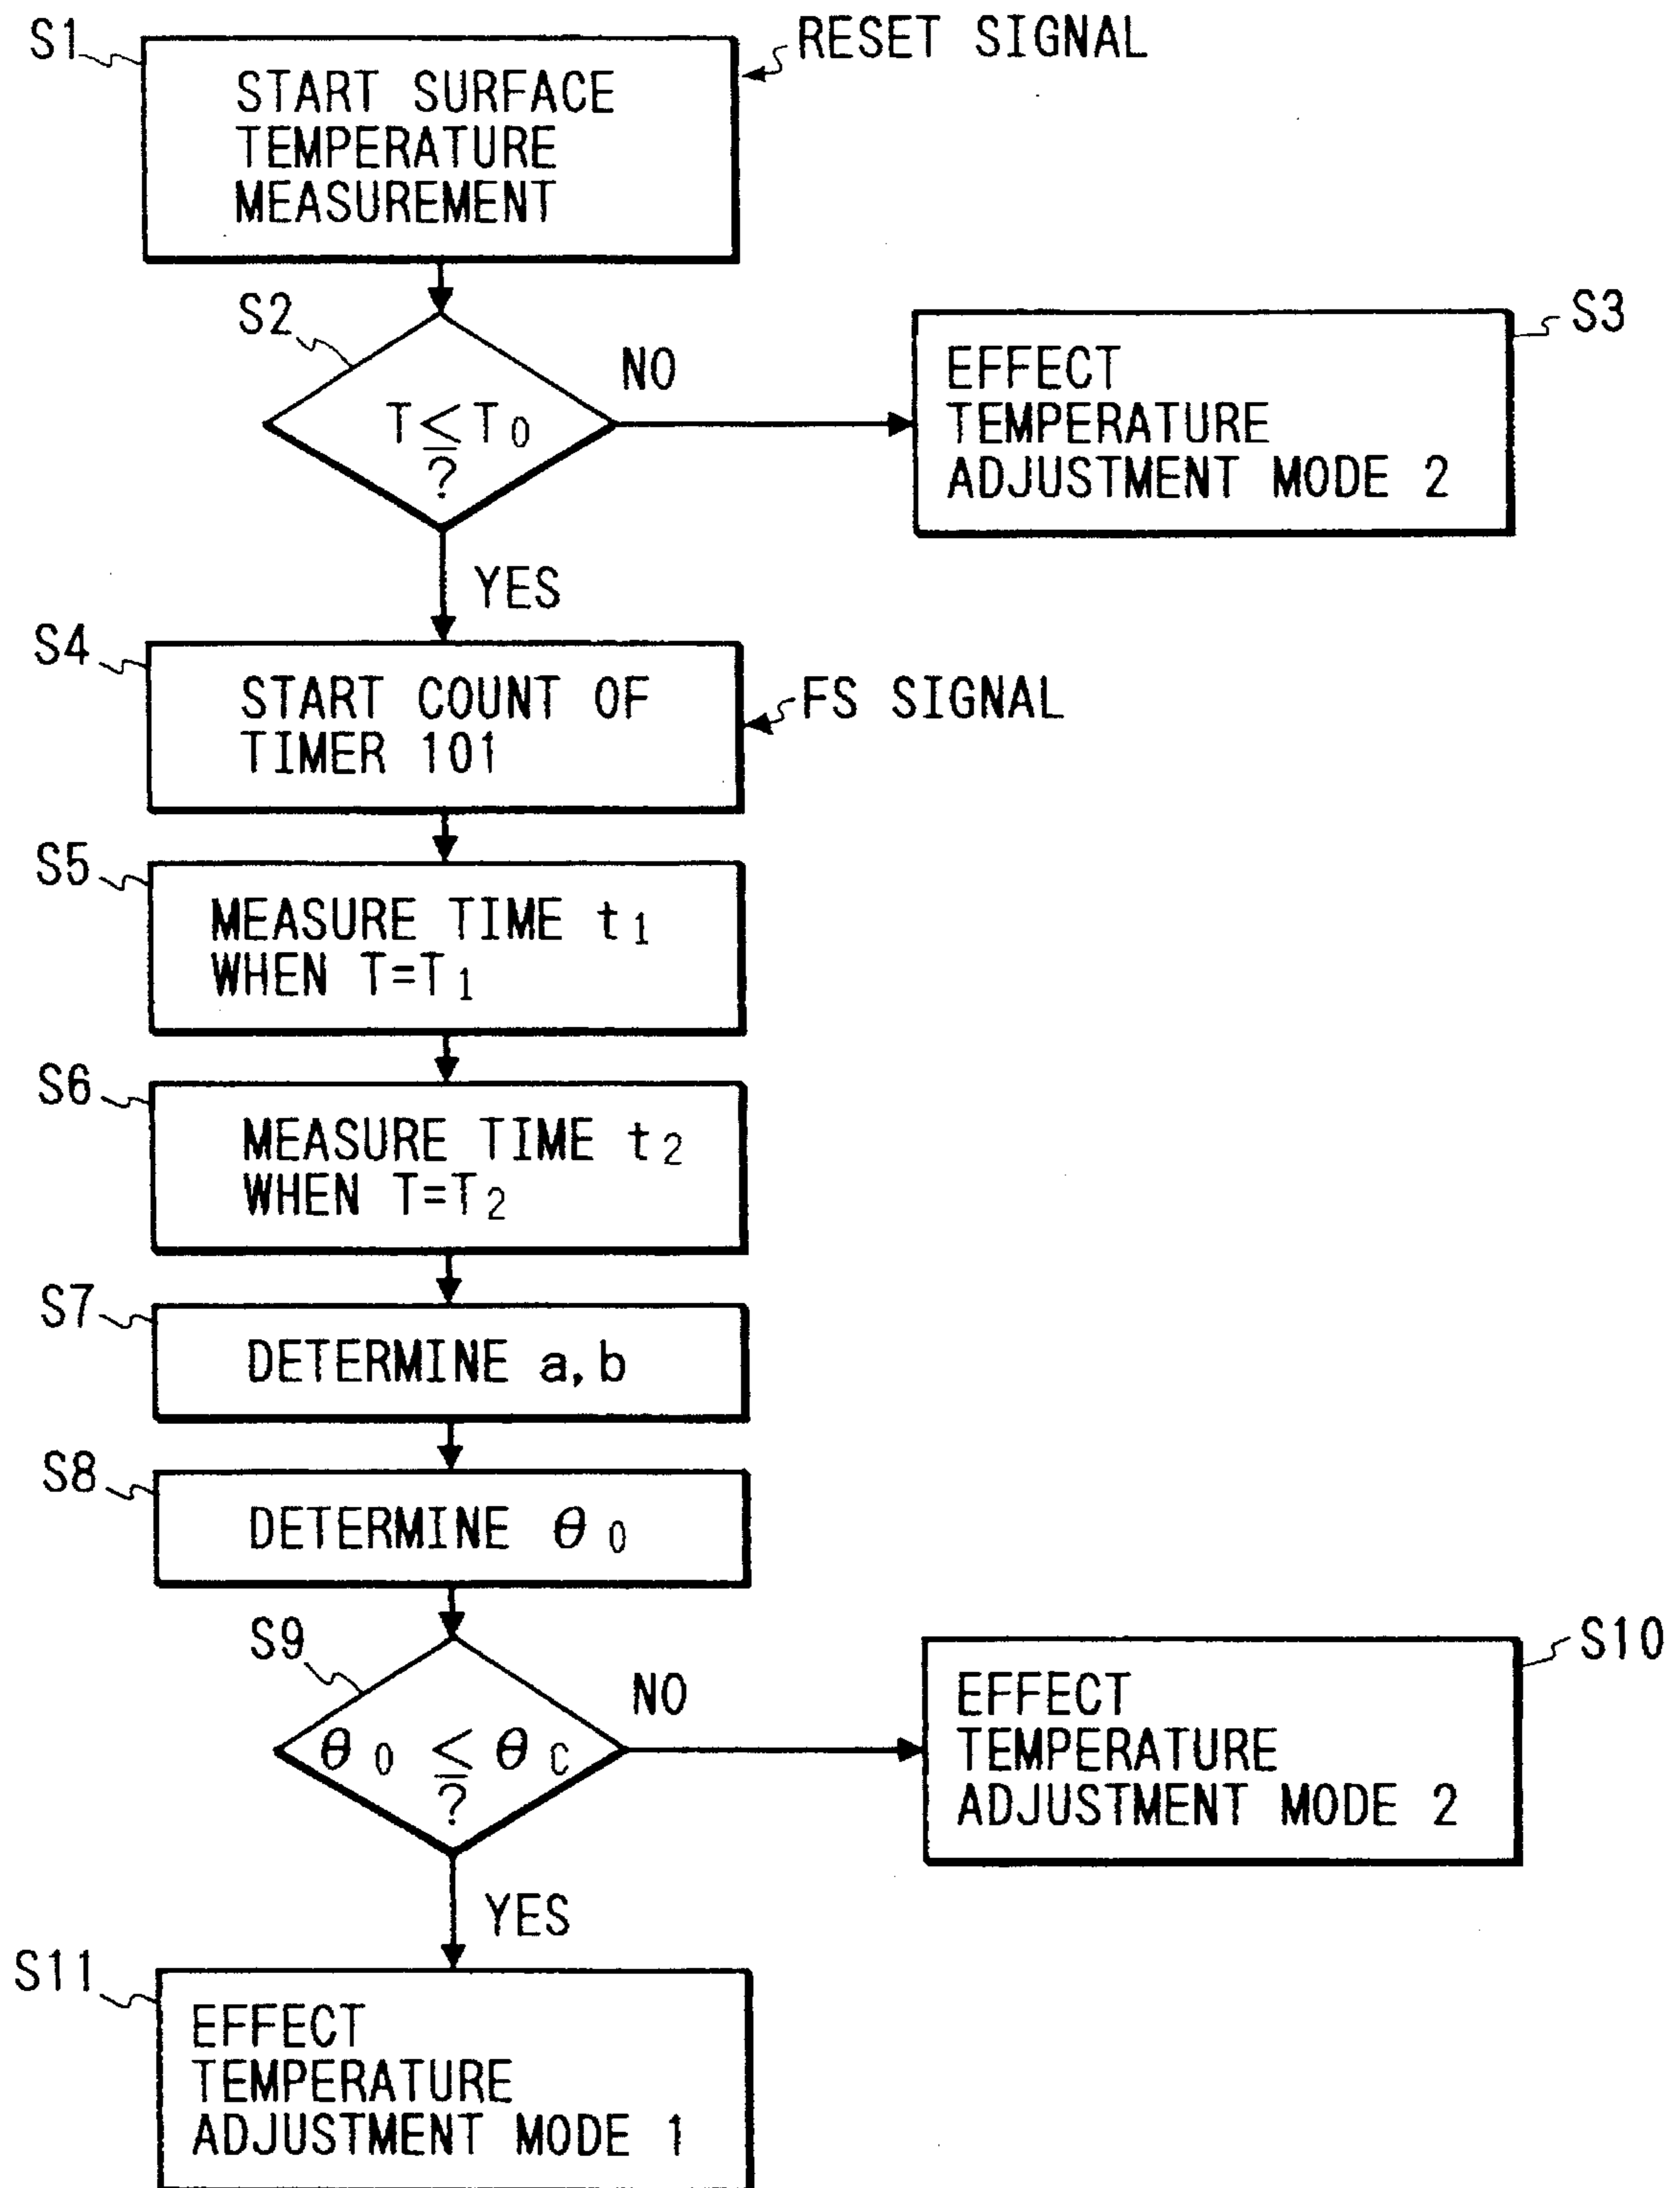 S1
RESET SIGNAL
START SURFACE
TEMPERATURE
MEASUREMENT
S2
T ≤ T0
?
NO
S3
EFFECT
TEMPERATURE
ADJUSTMENT MODE 2
YES
S4
START COUNT OF
TIMER 101
FS SIGNAL
S5
MEASURE TIME t1
WHEN T=T1
S6
MEASURE TIME t2
WHEN T=T2
S7
DETERMINE a,b
S8
DETERMINE θ0
S9
θ0 ≤ θC
?
NO
S10
EFFECT
TEMPERATURE
ADJUSTMENT MODE 2
YES
S11
EFFECT
TEMPERATURE
ADJUSTMENT MODE 1